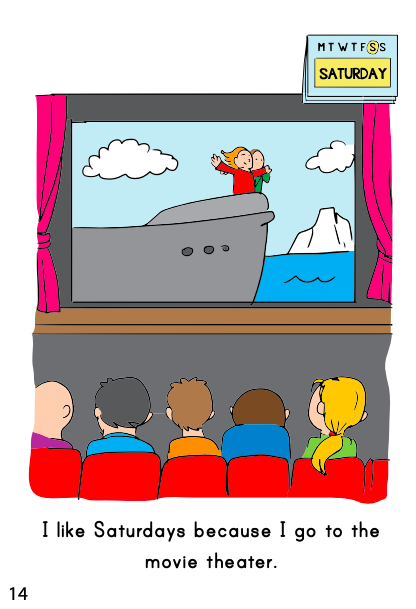 M T W T F S S
SATURDAY
I like Saturdays because I go to the
movie theater.
14